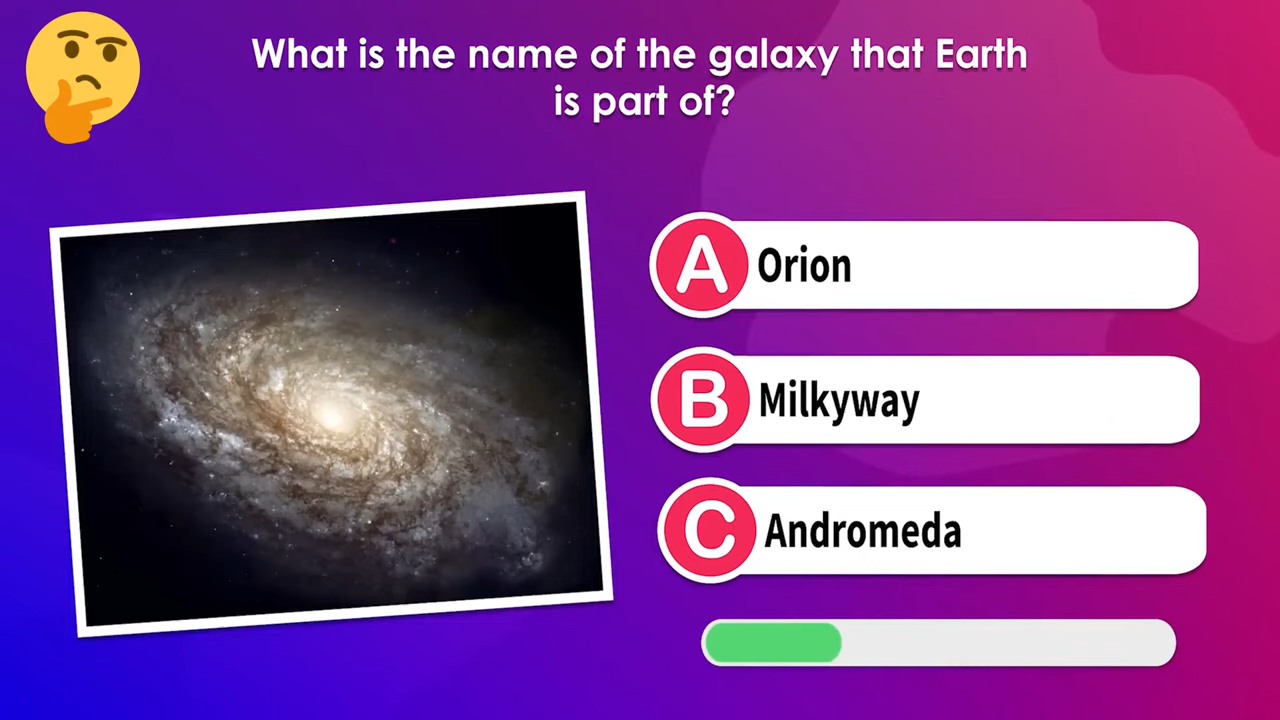 What is the name of the galaxy that Earth
is part of?
A Orion
B Milkyway
C Andromeda